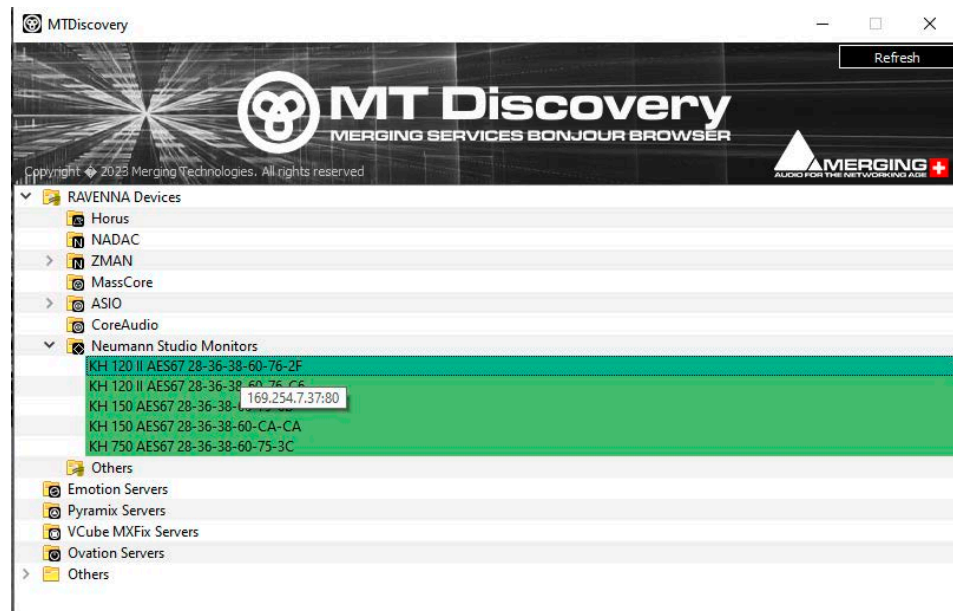 MTDiscovery
Refresh
MT Discovery
MERGING SERVICES BONJOUR BROWSER
Copyright � 2023 Merging Technologies. All rights reserved
MERGING
AUDIO FOR THE NETWORKING AGE
RAVENNA Devices
Horus
NADAC
ZMAN
MassCore
ASIO
CoreAudio
Neumann Studio Monitors
KH 120 II AES67 28-36-38-60-76-2F
KH 120 II AES67 28-36-38-60-76-C6
169.254.7.37:80
KH 150 AES67 28-36-38-
KH 150 AES67 28-36-38-60-CA-CA
KH 750 AES67 28-36-38-60-75-3C
Others
Emotion Servers
Pyramix Servers
VCube MXFix Servers
Ovation Servers
Others